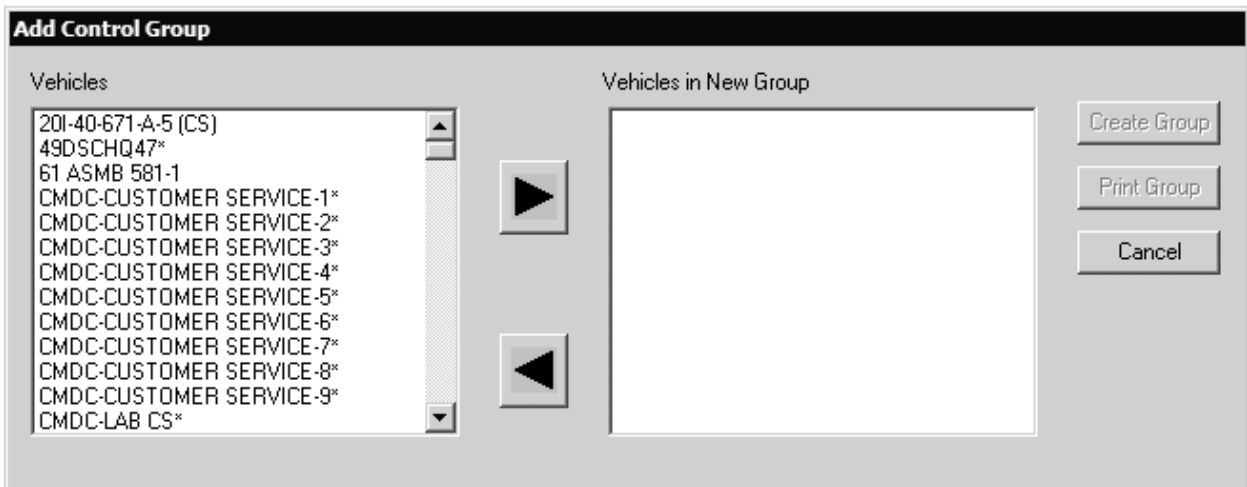 Add Control Group
Vehicles
20I-40-671-A-5 (CS)
49DSCHQ47*
61 ASMB 581-1
CMDC-CUSTOMER SERVICE-1*
CMDC-CUSTOMER SERVICE-2*
CMDC-CUSTOMER SERVICE-3*
CMDC-CUSTOMER SERVICE-4*
CMDC-CUSTOMER SERVICE-5*
CMDC-CUSTOMER SERVICE-6*
CMDC-CUSTOMER SERVICE-7*
CMDC-CUSTOMER SERVICE-8*
CMDC-CUSTOMER SERVICE-9*
CMDC-LAB CS*
Vehicles in New Group
Create Group
Print Group
Cancel